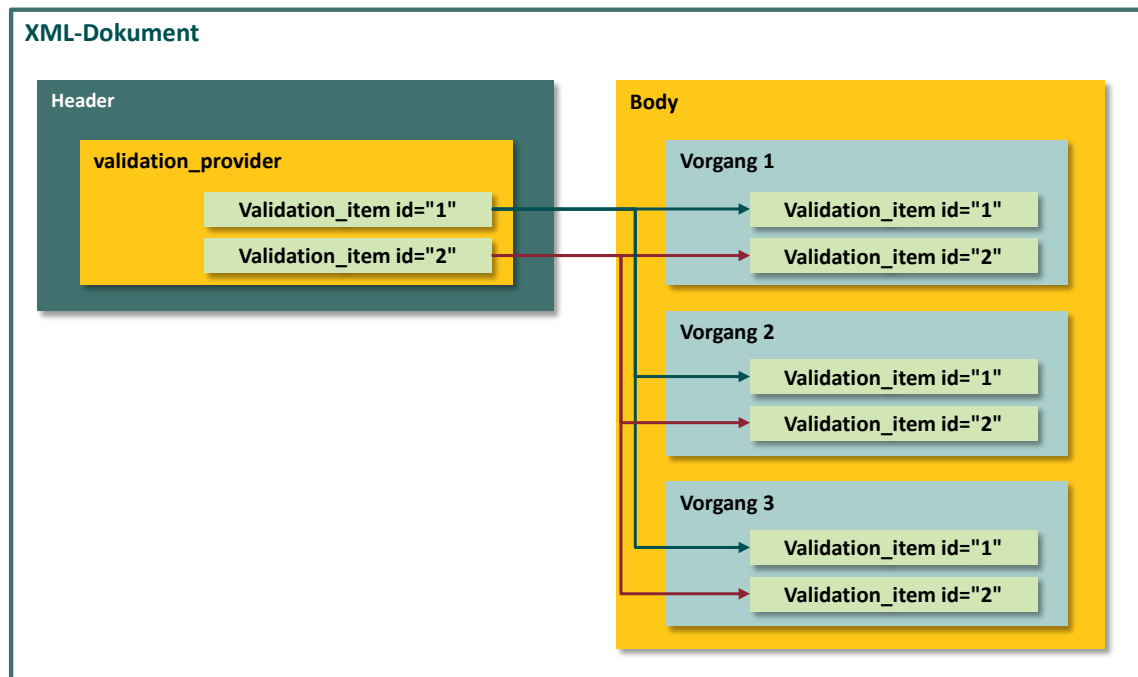 XML-Dokument
Header
validation_provider
Validation_item id="1"
Validation_item id="2"
Body
Vorgang 1
Validation_item id="1"
Validation_item id="2"
Vorgang 2
Validation_item id="1"
Validation_item id="2"
Vorgang 3
Validation_item id="1"
Validation_item id="2"